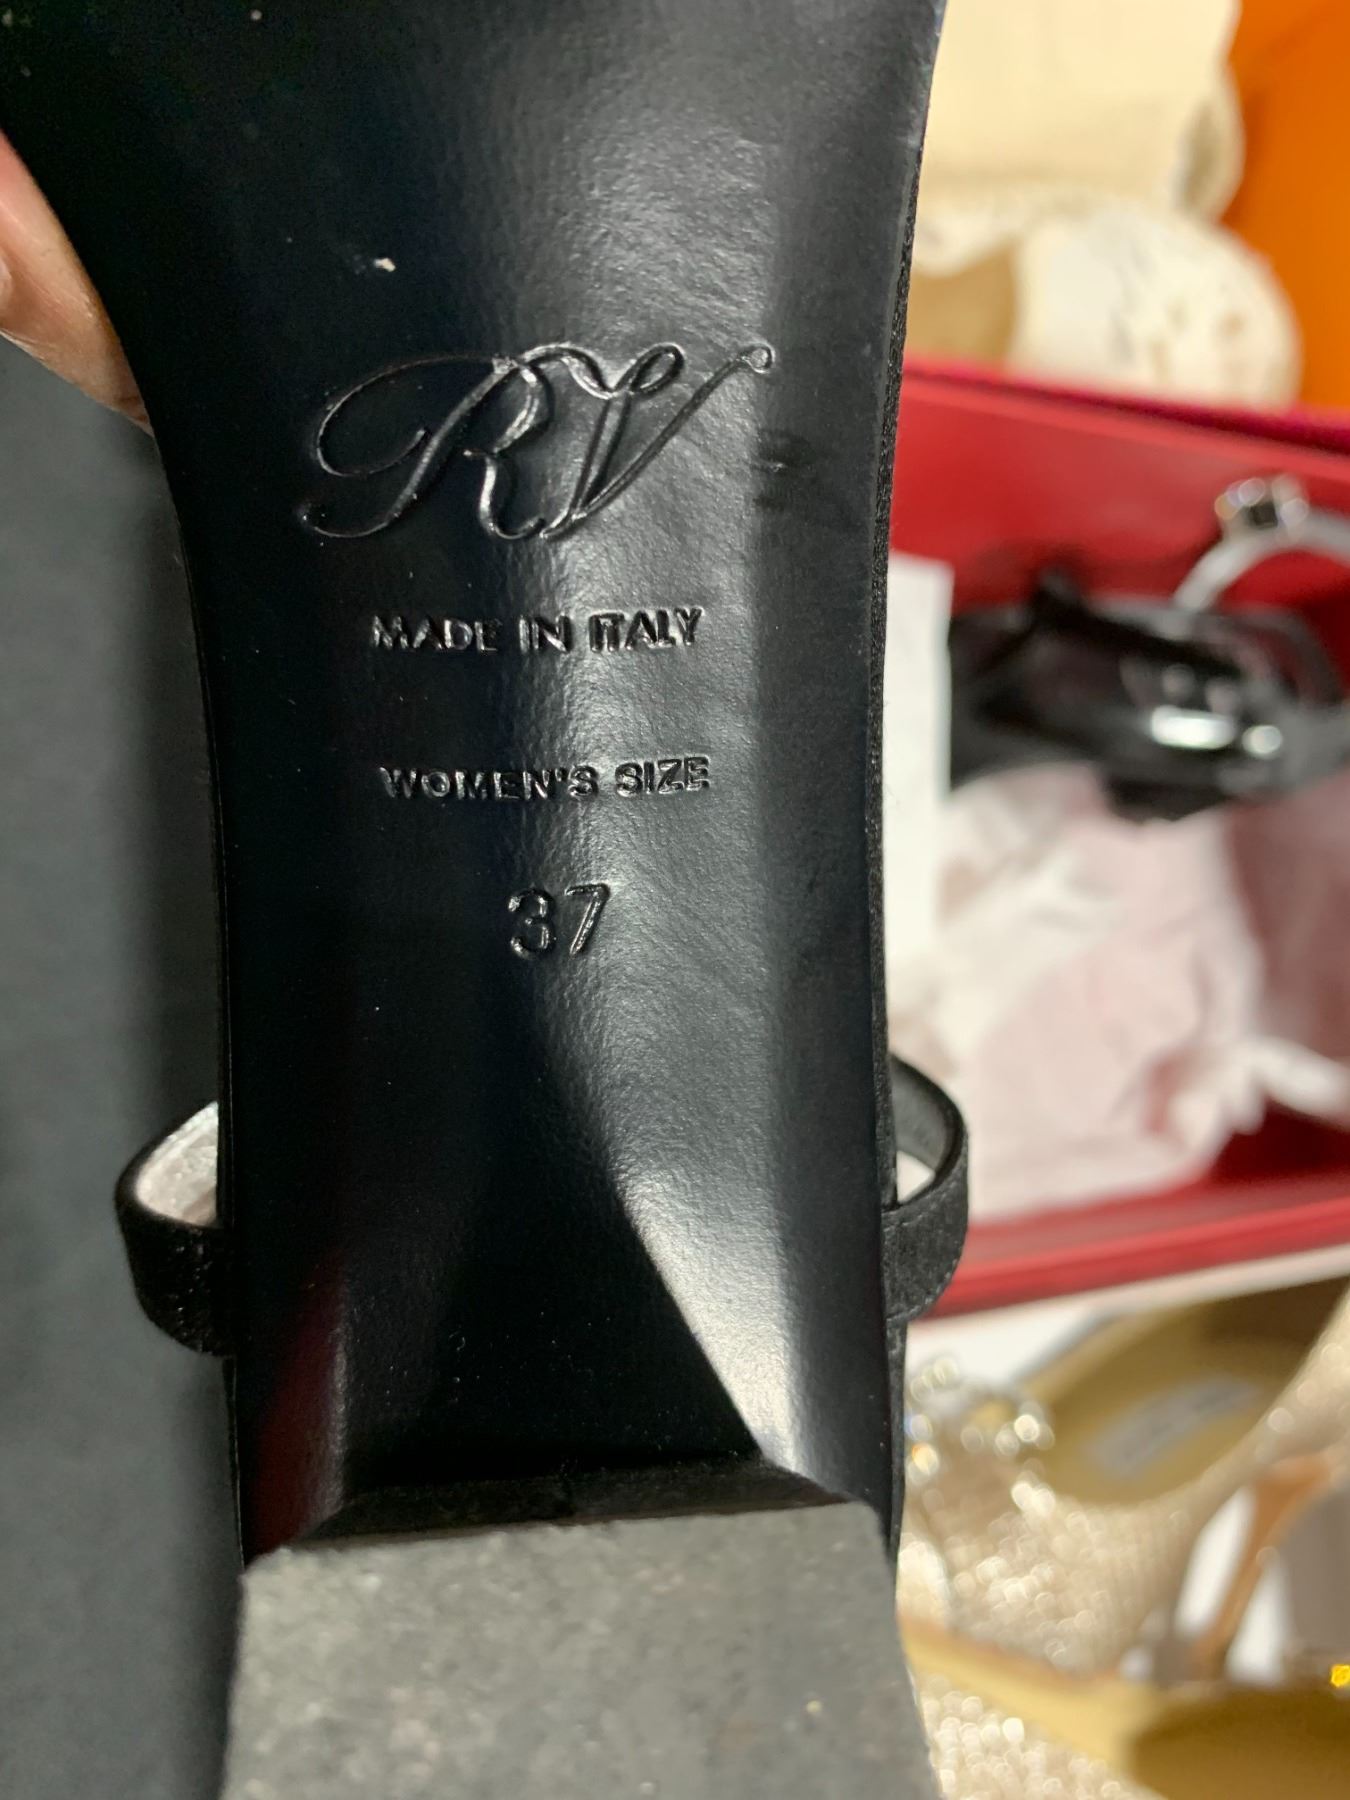 RV
MADE IN ITALY
WOMEN'S SIZE
37